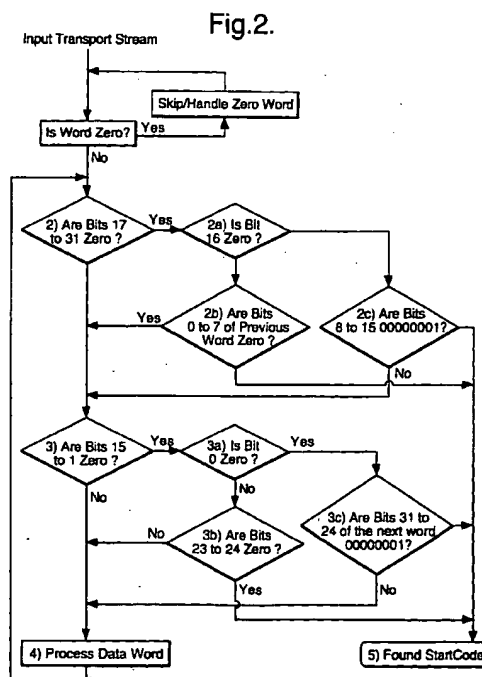 Fig.2.
Input Transport Stream
Skip/Handle Zero Word
Is Word Zero?
Yes
No
2) Are Bits 17
to 31 Zero ?
Yes
2a) Is Bit
16 Zero ?
Yes
2b) Are Bits
0 to 7 of Previous
Word Zero ?
2c) Are Bits
8 to 15 00000001?
No
3) Are Bits 15
to 1 Zero ?
Yes
3a) Is Bit
0 Zero ?
Yes
No
No
No
3b) Are Bits
23 to 24 Zero ?
3c) Are Bits 31 to
24 of the next word
00000001?
Yes
No
4) Process Data Word
5) Found StartCode